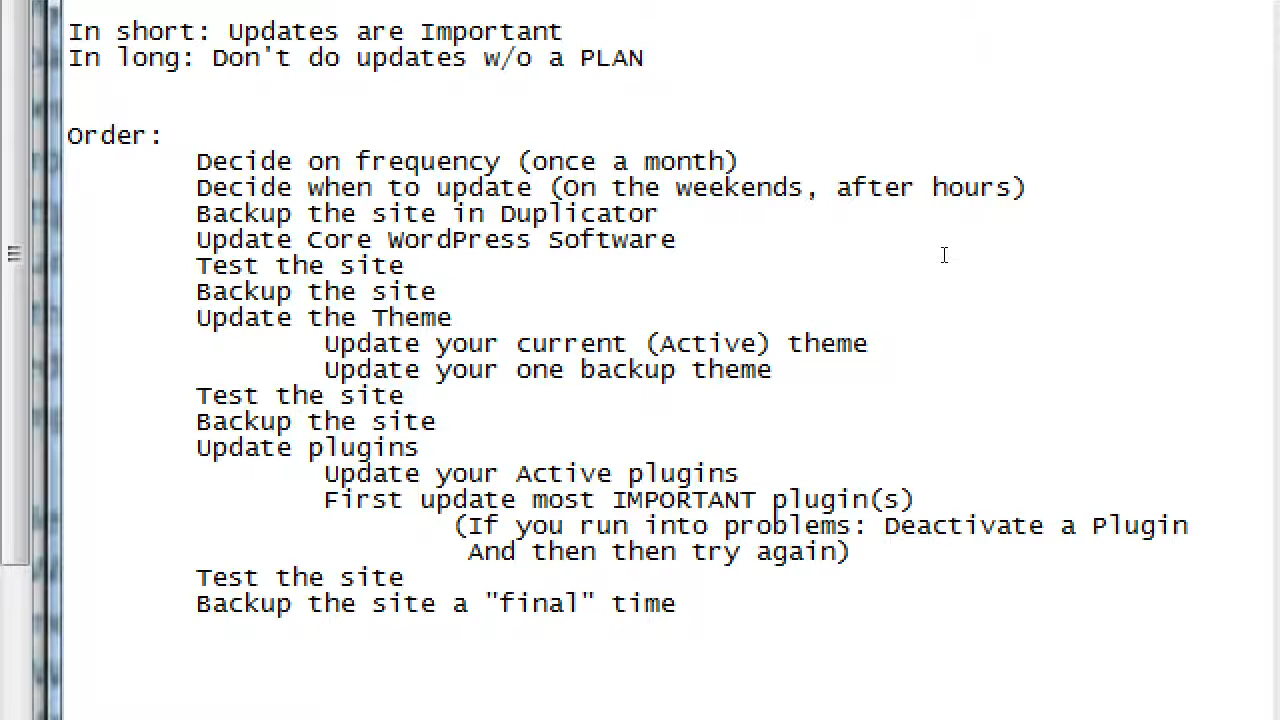 In short: Updates are Important
In long: Don't do updates w/o a PLAN
Order:
Decide on frequency (once a month)
Decide when to update (On the weekends, after hours)
Backup the site in Duplicator
Update Core WordPress Software
Test the site
Backup the site
Update the Theme
Update your current (Active) theme
Update your one backup theme
Test the site
Backup the site
Update plugins
Update your Active plugins
First update most IMPORTANT plugin(s)
(If you run into problems: Deactivate a Plugin
And then then try again)
Test the site
Backup the site a "final" time